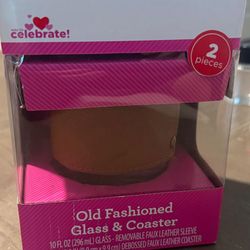 celebrate!
2
pieces
Old Fashioned
Glass & Coaster
10 FL OZ (296 mL) GLASS - REMOVABLE FAUX LEATHER SLEEVE
DEBOSSED FAUX LEATHER COASTER